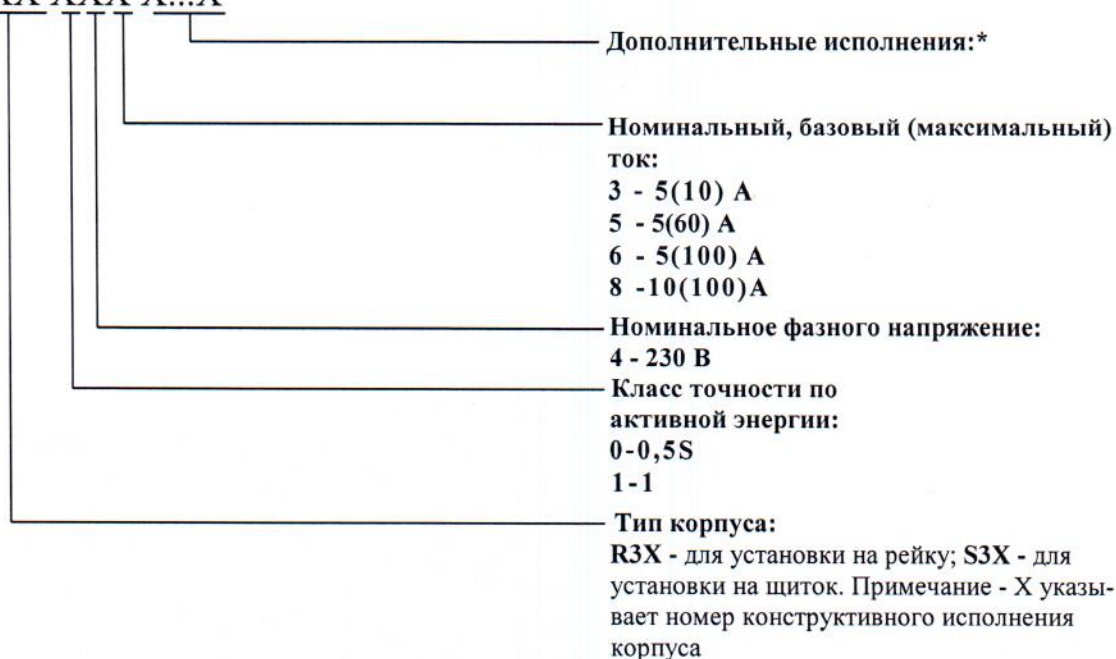 XXX X...X
Дополнительные исполнения:*
Номинальный, базовый (максимальный)
ток:
3 - 5(10) А
5 - 5(60) А
6 - 5(100) А
8 -10(100)А
Номинальное фазного напряжение:
4 - 230 В
Класс точности по
активной энергии:
0-0,5S
1-1
Тип корпуса:
R3X - для установки на рейку; S3X - для
установки на щиток. Примечание - X указы-
вает номер конструктивного исполнения
корпуса